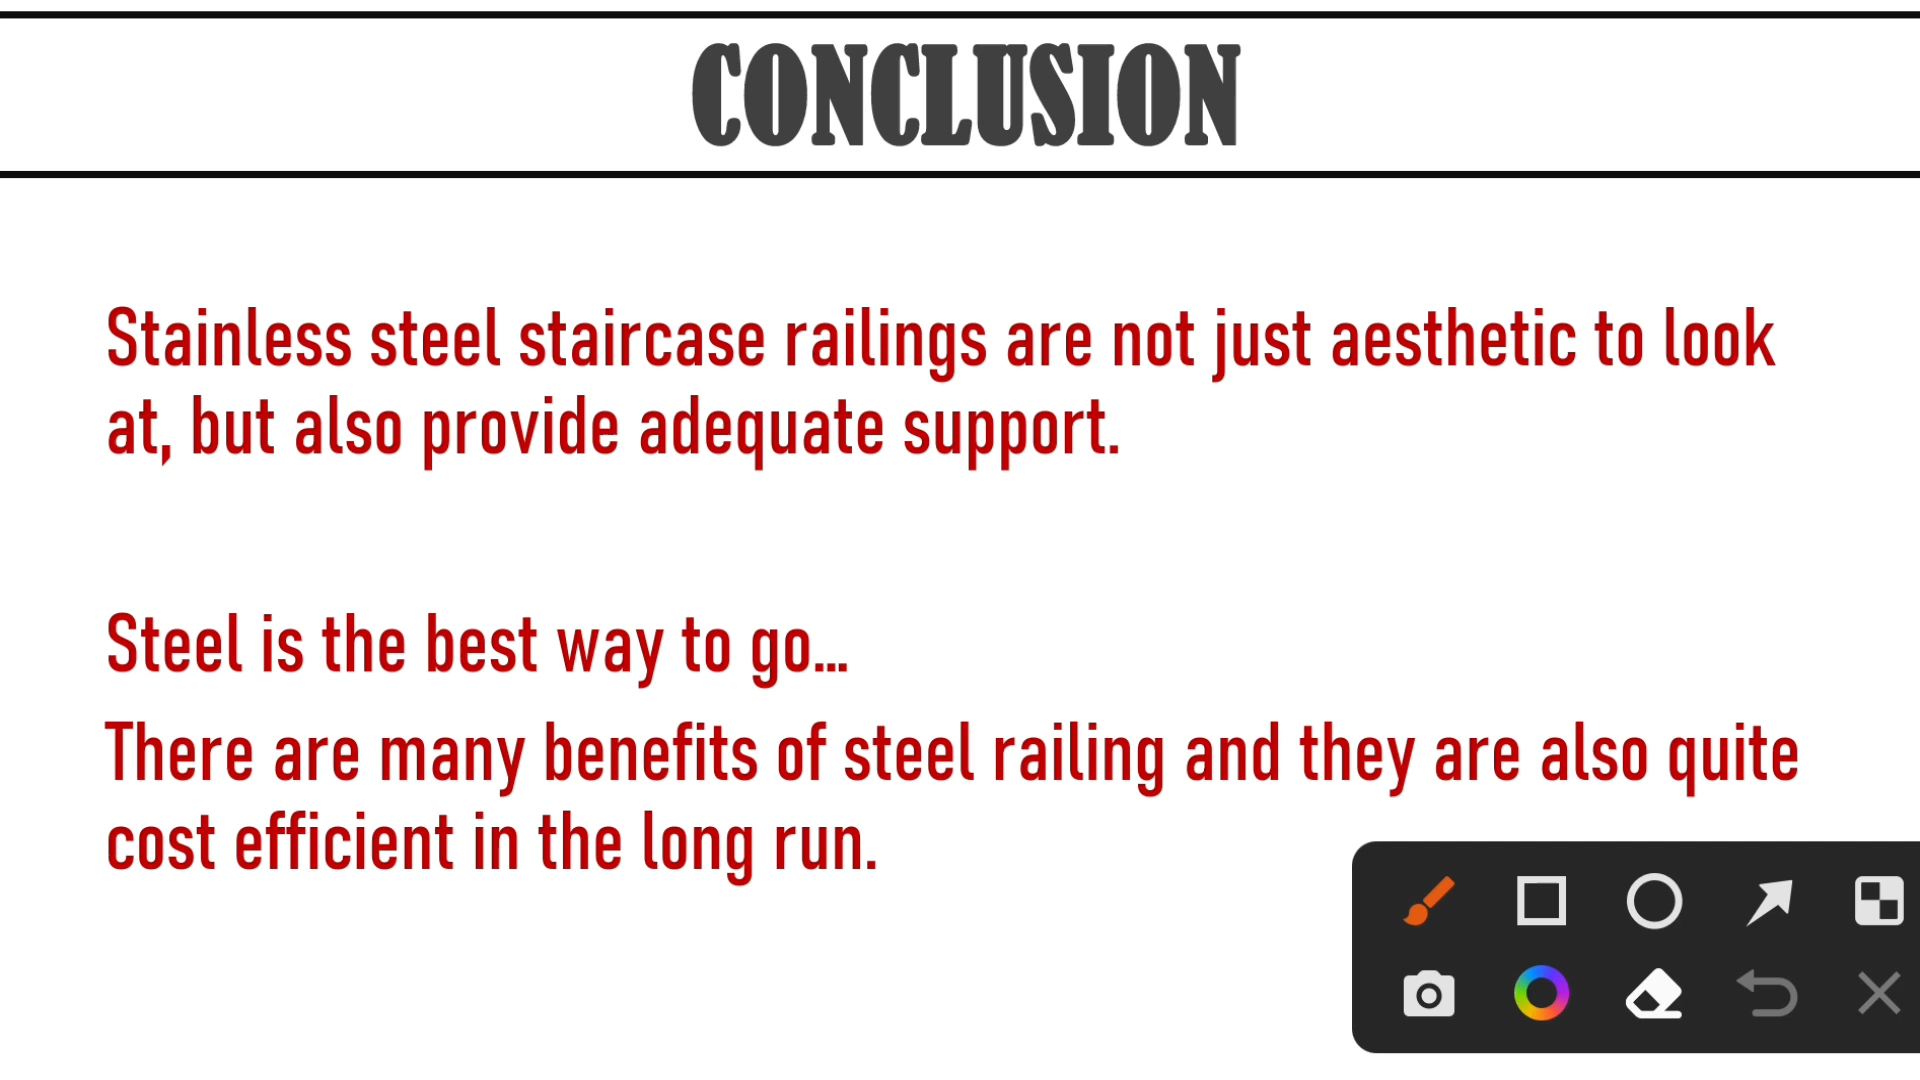 CONCLUSION
Stainless steel staircase railings are not just aesthetic to look
at, but also provide adequate support.
Steel is the best way to go...
There are many benefits of steel railing and they are also quite
cost efficient in the long run.